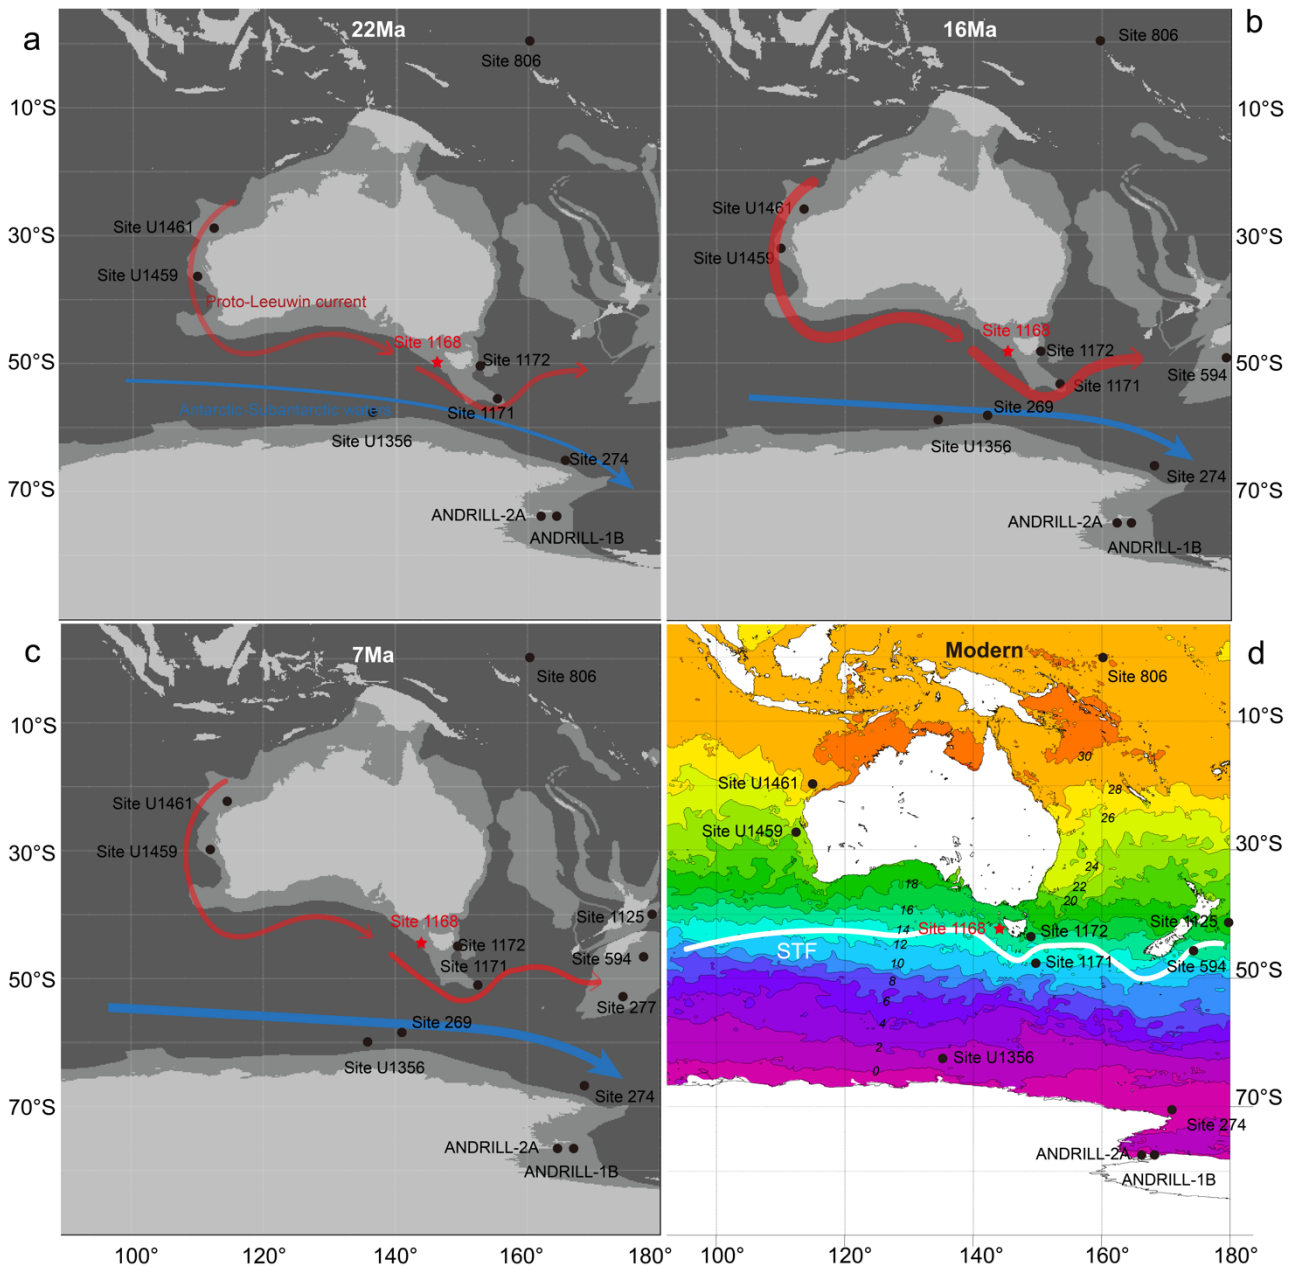 a
22Ma
Site 806
10°S
30°S
50°S
70°S
Site U1461
Site U1459
Proto-Leeuwin current
Site 1168
Site 1172
Site 1171
Antarctic-Subantarctic waters
Site U1356
Site 274
ANDRILL-2A
ANDRILL-1B
b
16Ma
Site 806
10°S
30°S
50°S
70°S
Site U1461
Site U1459
Site 1168
Site 1172
Site 594
Site 1171
Site 269
Site U1356
Site 274
ANDRILL-2A
ANDRILL-1B
c
7Ma
Site 806
10°S
30°S
50°S
70°S
Site U1461
Site U1459
Site 1168
Site 1125
Site 1172
Site 594
Site 1171
Site 277
Site 269
Site U1356
Site 274
ANDRILL-2A
ANDRILL-1B
100°
120°
140°
160°
180°
d
Modern
Site 806
10°S
30°S
50°S
70°S
30
Site U1461
28
26
Site U1459
24
22
20
18
16
14
12
10
8
6
4
2
0
Site 1168
Site 1125
Site 1172
STF
Site 1171
Site 594
Site U1356
Site 274
ANDRILL-2A
ANDRILL-1B
100°
120°
140°
160°
180°